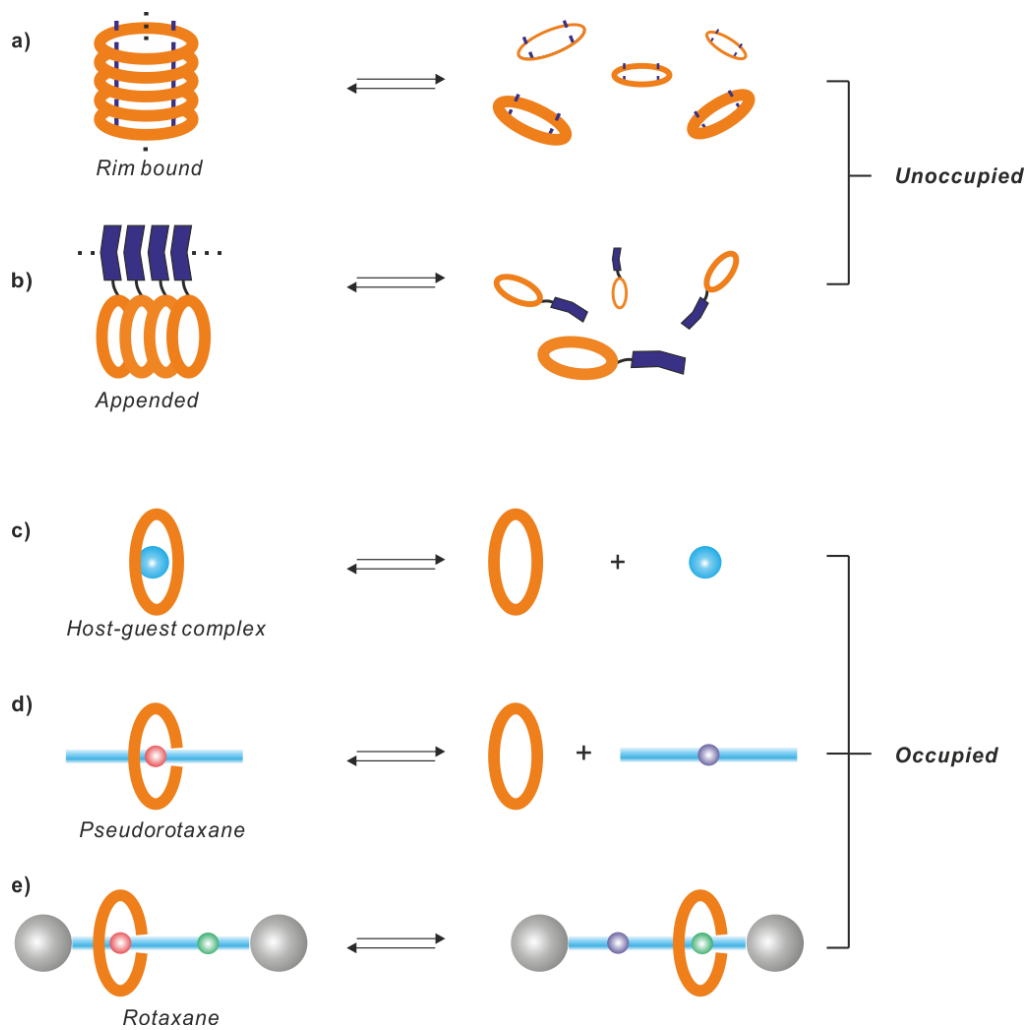 a)
Rim bound
Unoccupied
b)
Appended
c)
+
Host-guest complex
d)
+
Occupied
Pseudorotaxane
e)
Rotaxane